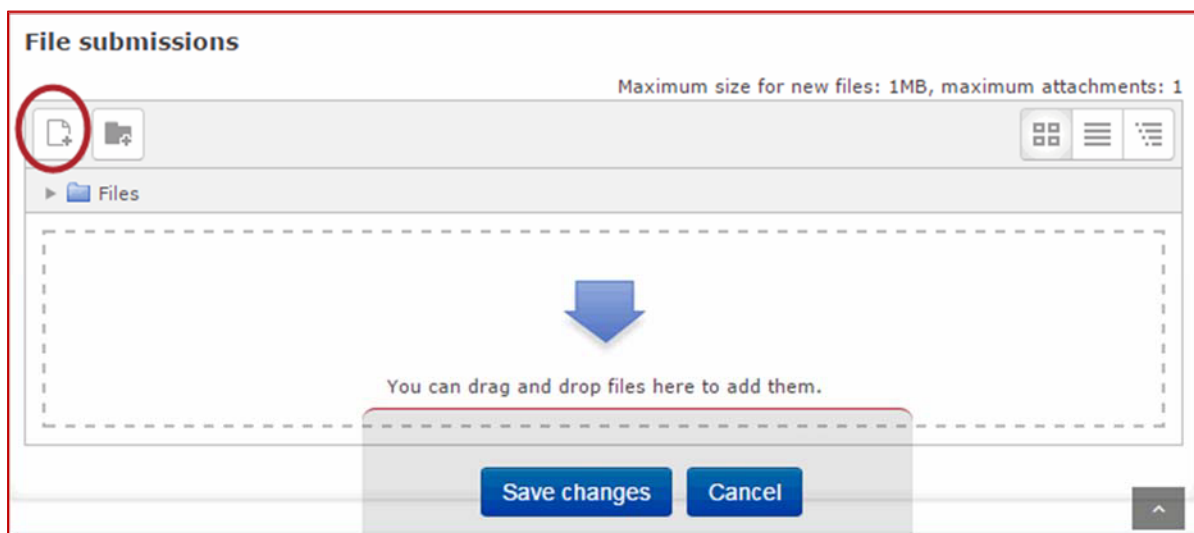 File submissions
Maximum size for new files: 1MB, maximum attachments: 1
Files
You can drag and drop files here to add them.
Save changes Cancel